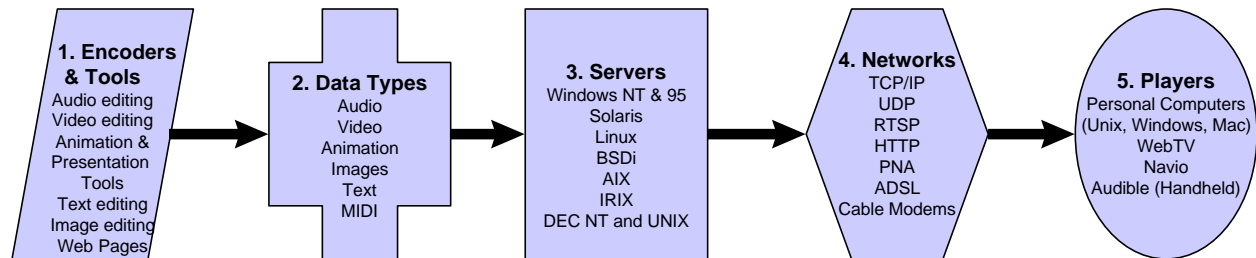 1. Encoders
& Tools
Audio editing
Video editing
Animation &
Presentation
Tools
Text editing
Image editing
Web Pages
2. Data Types
Audio
Video
Animation
Images
Text
MIDI
3. Servers
Windows NT & 95
Solaris
Linux
BSDi
AIX
IRIX
DEC NT and UNIX
4. Networks
TCP/IP
UDP
RTSP
HTTP
PNA
ADSL
Cable Modems
5. Players
Personal Computers
(Unix, Windows, Mac)
WebTV
Navio
Audible (Handheld)